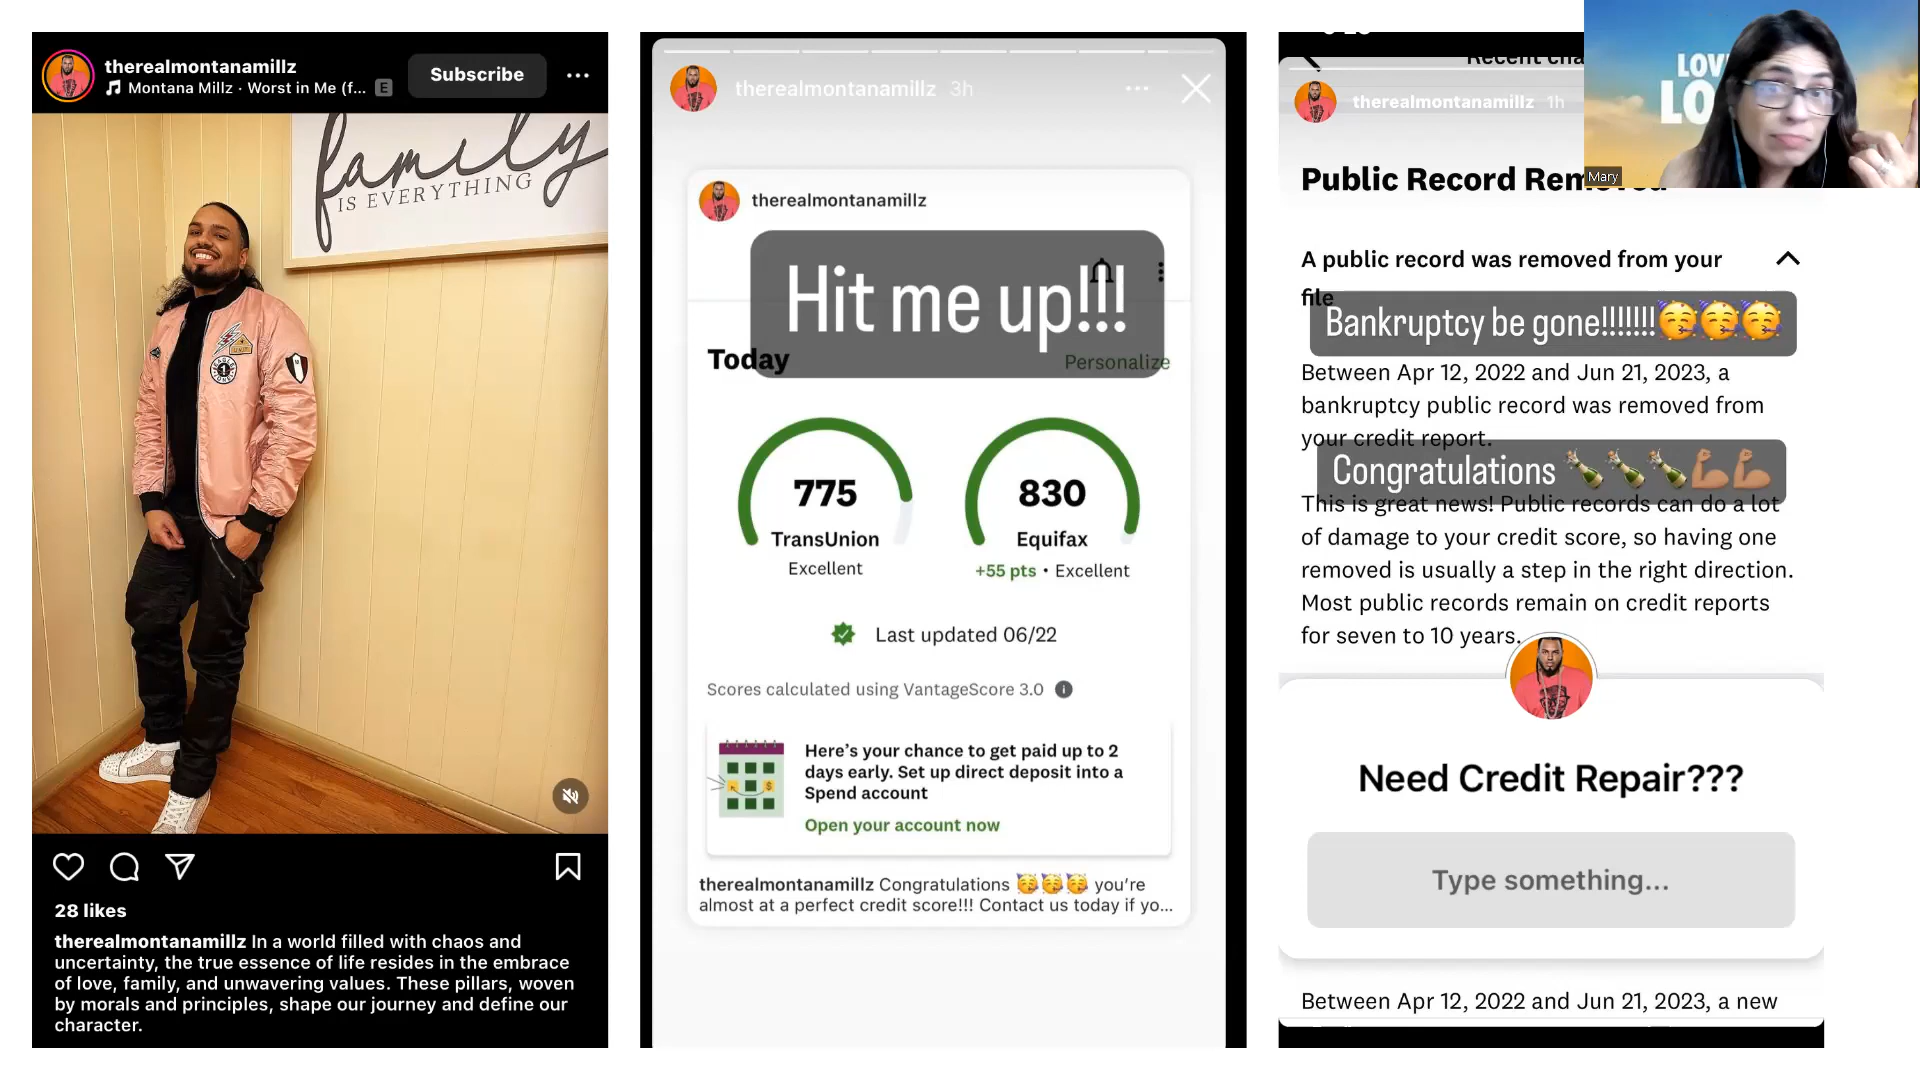 therealmontanamillz
Montana Millz · Worst in Me (f... E
Subscribe
family
IS EVERYTHING
28 likes
therealmontanamillz In a world filled with chaos and
uncertainty, the true essence of life resides in the embrace
of love, family, and unwavering values. These pillars, woven
by morals and principles, shape our journey and define our
character.
therealmontanamillz 3h
therealmontanamillz
Hit me up!!!
Today
Personalize
775
TransUnion
Excellent
830
Equifax
+55 pts • Excellent
Last updated 06/22
Scores calculated using VantageScore 3.0
Here's your chance to get paid up to 2
days early. Set up direct deposit into a
Spend account
Open your account now
therealmontanamillz Congratulations 🥳🥳🥳 you're
almost at a perfect credit score!!! Contact us today if yo...
Recent cha
therealmontanamillz 1h
Public Record Removed
A public record was removed from your
file
Bankruptcy be gone!!!!!!!🥳🥳🥳
Between Apr 12, 2022 and Jun 21, 2023, a
bankruptcy public record was removed from
your credit report.
Congratulations 🍾🍾🍾💪🏽💪🏽
This is great news! Public records can do a lot
of damage to your credit score, so having one
removed is usually a step in the right direction.
Most public records remain on credit reports
for seven to 10 years.
Need Credit Repair???
Type something...
Between Apr 12, 2022 and Jun 21, 2023, a new
LOV
LO
Mary